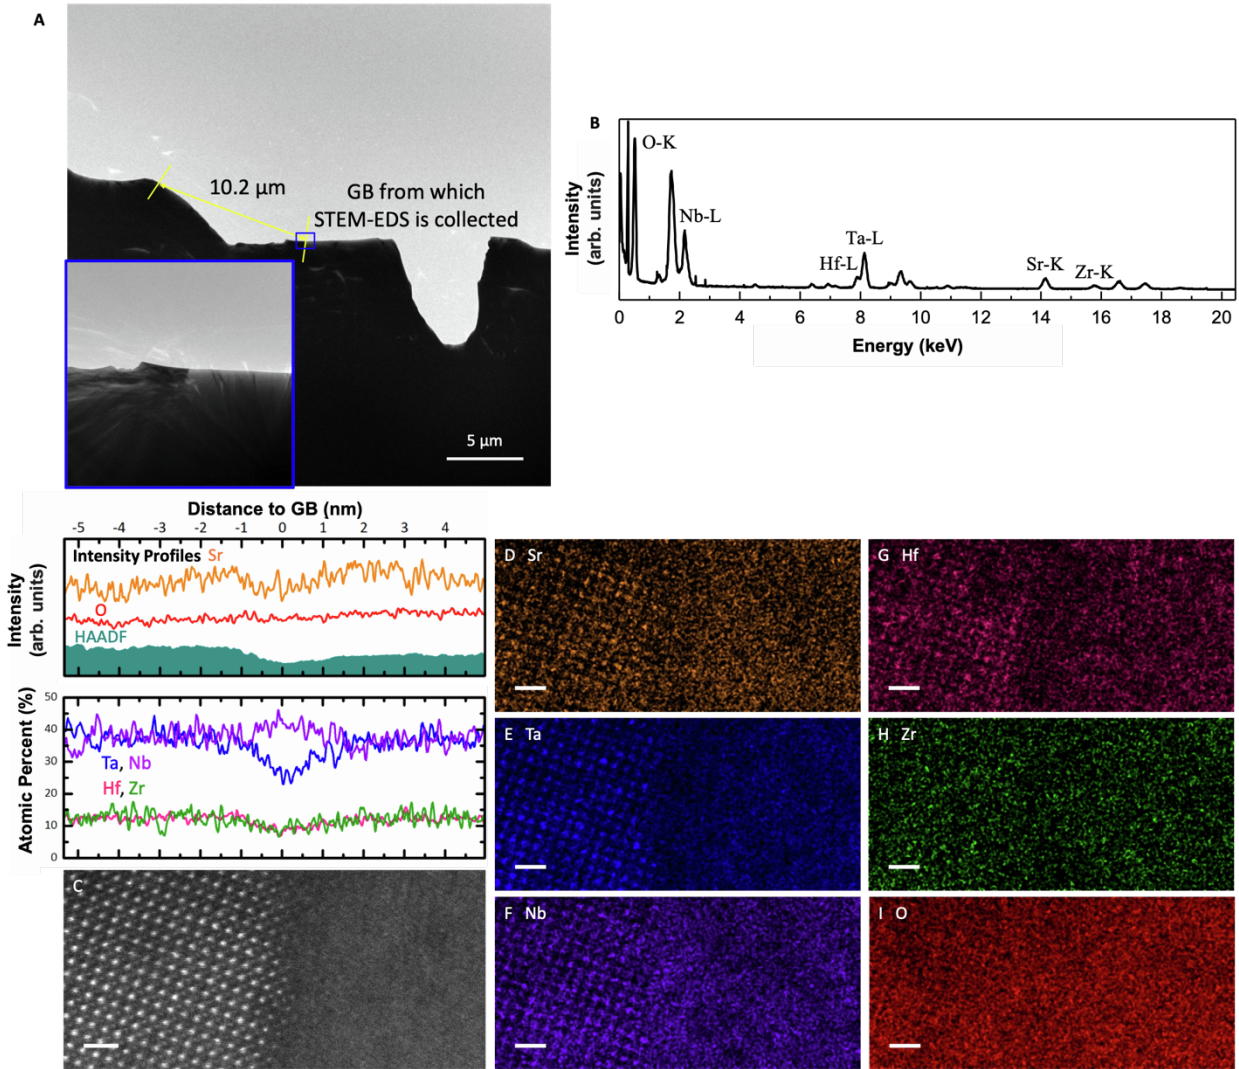 A
10.2 µm
GB from which
STEM-EDS is collected
5 µm
B
Intensity
(arb. units)
O-K
Nb-L
Hf-L
Ta-L
Sr-K
Zr-K
0 2 4 6 8 10 12 14 16 18 20
Energy (keV)
Distance to GB (nm)
-5 -4 -3 -2 -1 0 1 2 3 4
Intensity
(arb. units)
Intensity Profiles Sr
O
HAADF
Atomic Percent (%)
50
40
30
20
10
0
Ta, Nb
Hf, Zr
C
D Sr
E Ta
F Nb
G Hf
H Zr
I O